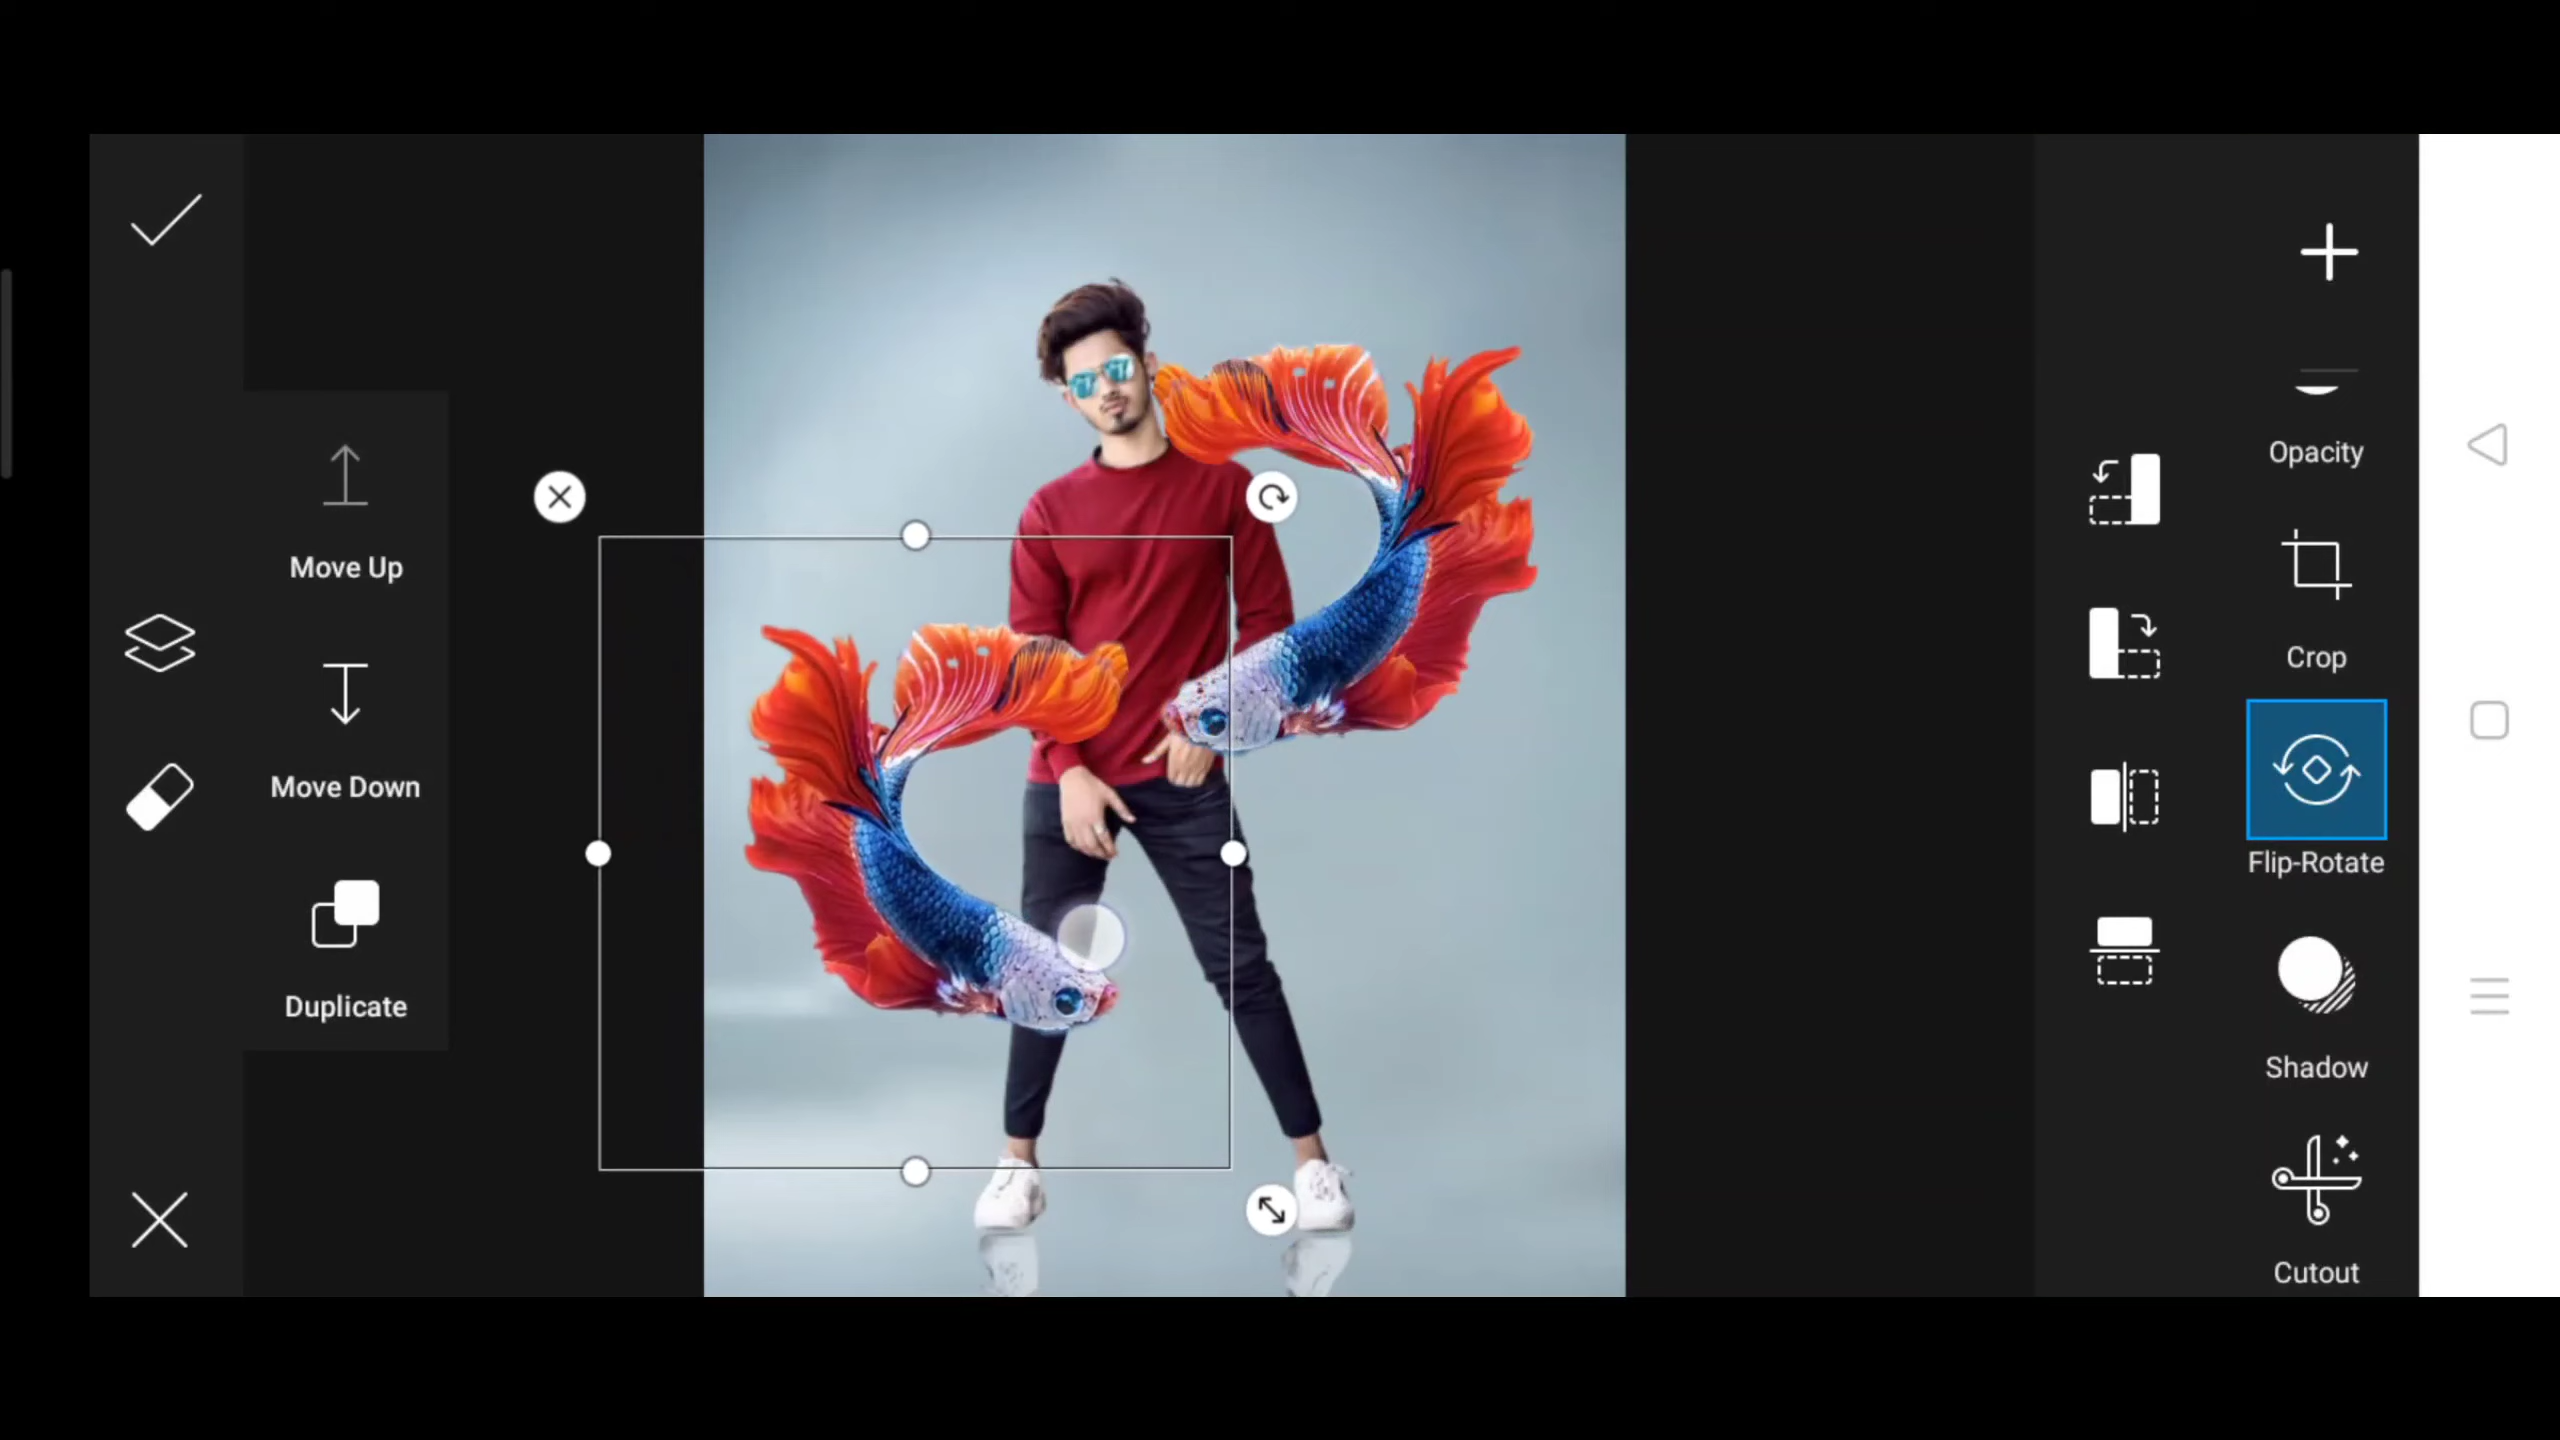 Move Up
Move Down
Duplicate
Opacity
Crop
Flip-Rotate
Shadow
Cutout